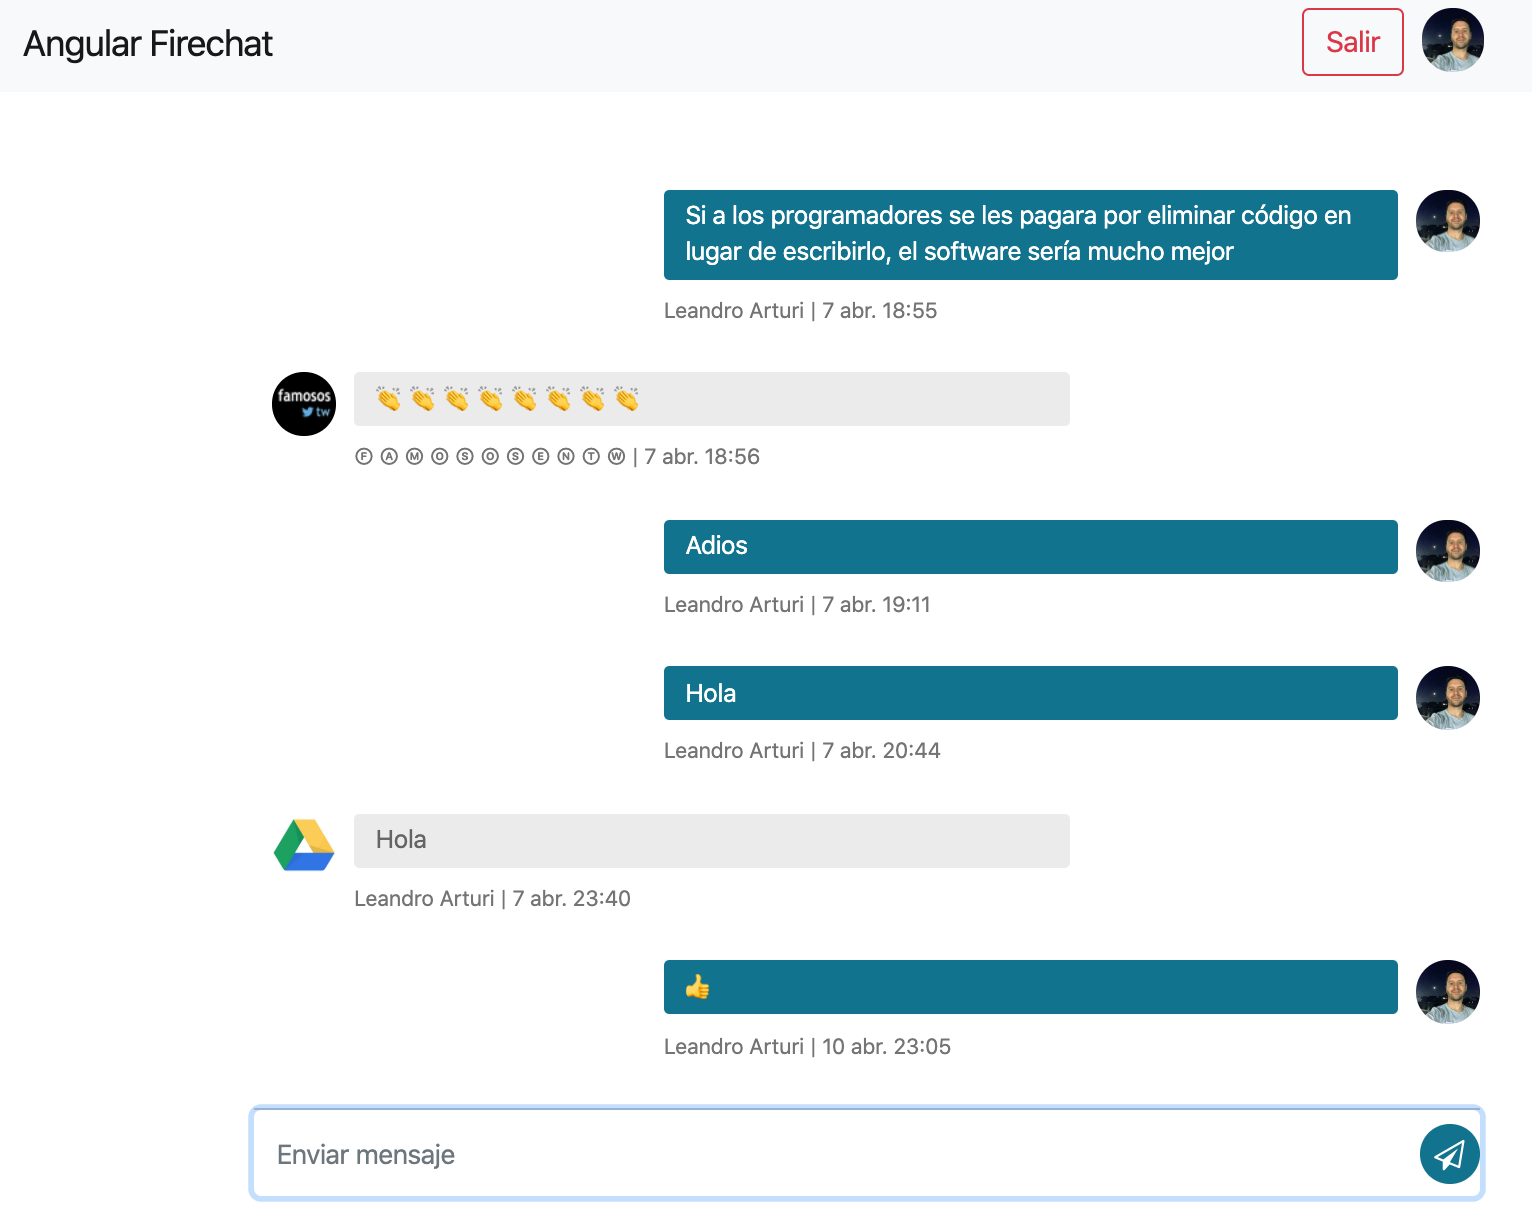 Angular Firechat
Salir
Si a los programadores se les pagara por eliminar código en
lugar de escribirlo, el software sería mucho mejor
Leandro Arturi | 7 abr. 18:55
famosos
tw
👏 👏 👏 👏 👏 👏 👏 👏
Ⓕ Ⓐ Ⓜ Ⓞ Ⓢ Ⓞ Ⓢ Ⓔ Ⓝ Ⓣ Ⓦ | 7 abr. 18:56
Adios
Leandro Arturi | 7 abr. 19:11
Hola
Leandro Arturi | 7 abr. 20:44
Hola
Leandro Arturi | 7 abr. 23:40
👍
Leandro Arturi | 10 abr. 23:05
Enviar mensaje